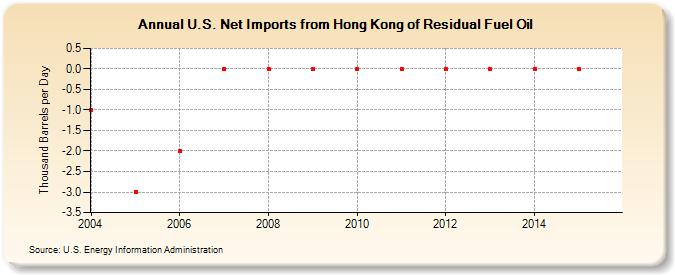 Annual U.S. Net Imports from Hong Kong of Residual Fuel Oil
Thousand Barrels per Day
0.5
0.0
-0.5
-1.0
-1.5
-2.0
-2.5
-3.0
-3.5
2004 2006 2008 2010 2012 2014
Source: U.S. Energy Information Administration